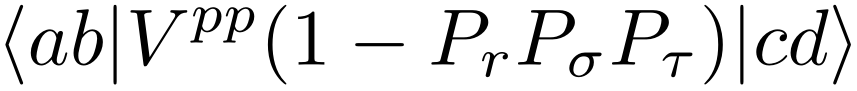 ⟨ab|V^{pp}(1 − P_r P_σ P_τ)|cd⟩